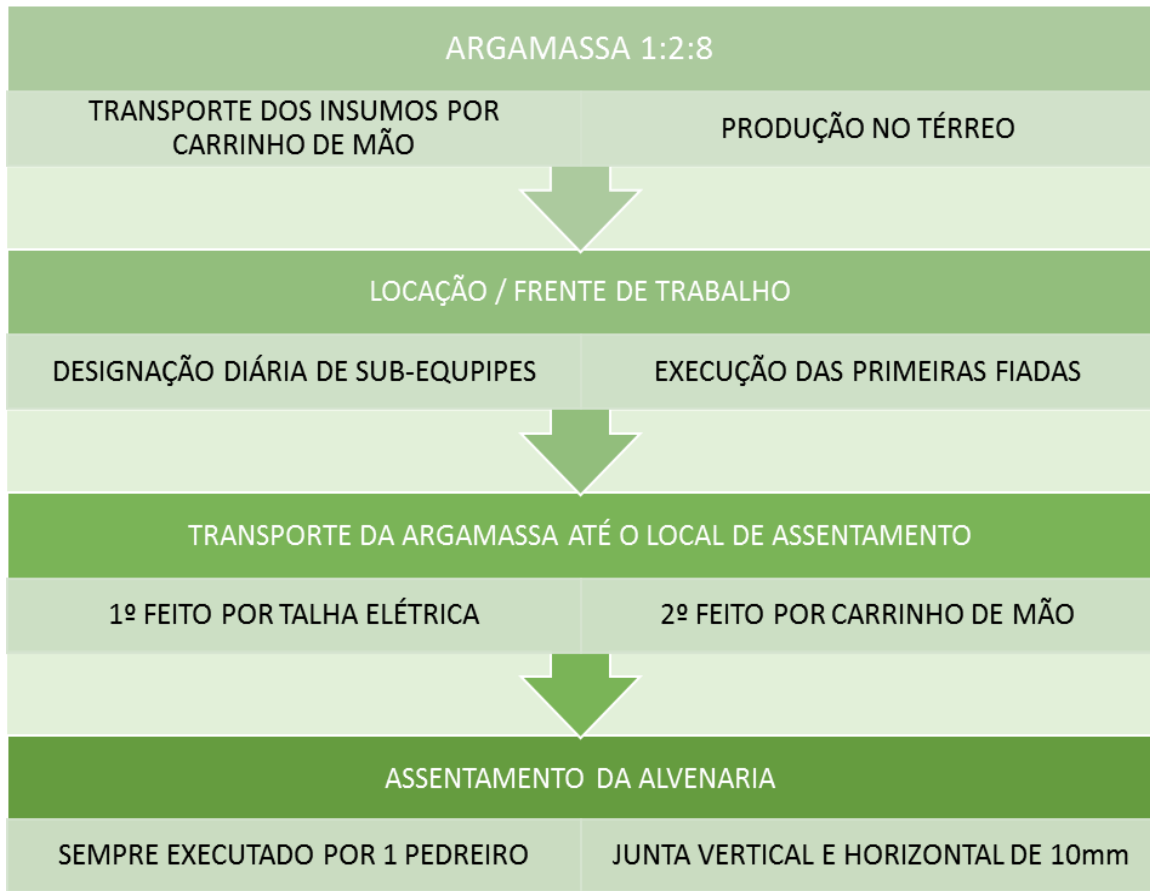 ARGAMASSA 1:2:8
TRANSPORTE DOS INSUMOS POR
CARRINHO DE MÃO
PRODUÇÃO NO TÉRREO
LOCAÇÃO / FRENTE DE TRABALHO
DESIGNAÇÃO DIÁRIA DE SUB-EQUPIPES
EXECUÇÃO DAS PRIMEIRAS FIADAS
TRANSPORTE DA ARGAMASSA ATÉ O LOCAL DE ASSENTAMENTO
1º FEITO POR TALHA ELÉTRICA
2º FEITO POR CARRINHO DE MÃO
ASSENTAMENTO DA ALVENARIA
SEMPRE EXECUTADO POR 1 PEDREIRO
JUNTA VERTICAL E HORIZONTAL DE 10mm